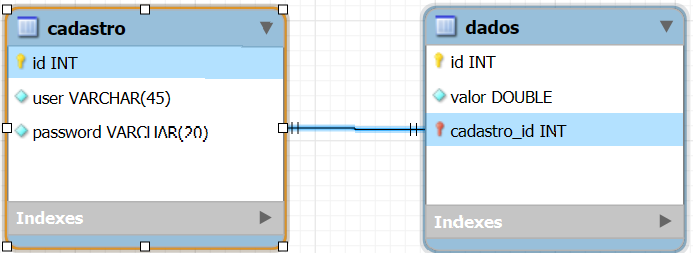 cadastro
id INT
user VARCHAR(45)
password VARCHAR(20)
Indexes
dados
id INT
valor DOUBLE
cadastro_id INT
Indexes